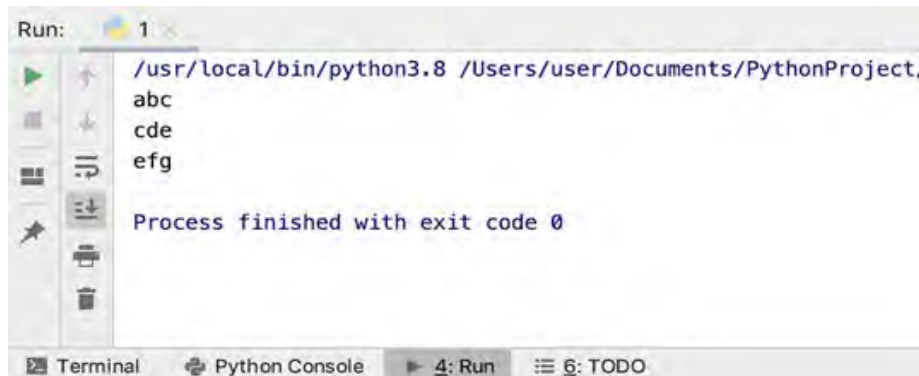 Run: 1
/usr/local/bin/python3.8 /Users/user/Documents/PythonProject
abc
cde
efg
Process finished with exit code 0
Terminal Python Console 4: Run 6: TODO